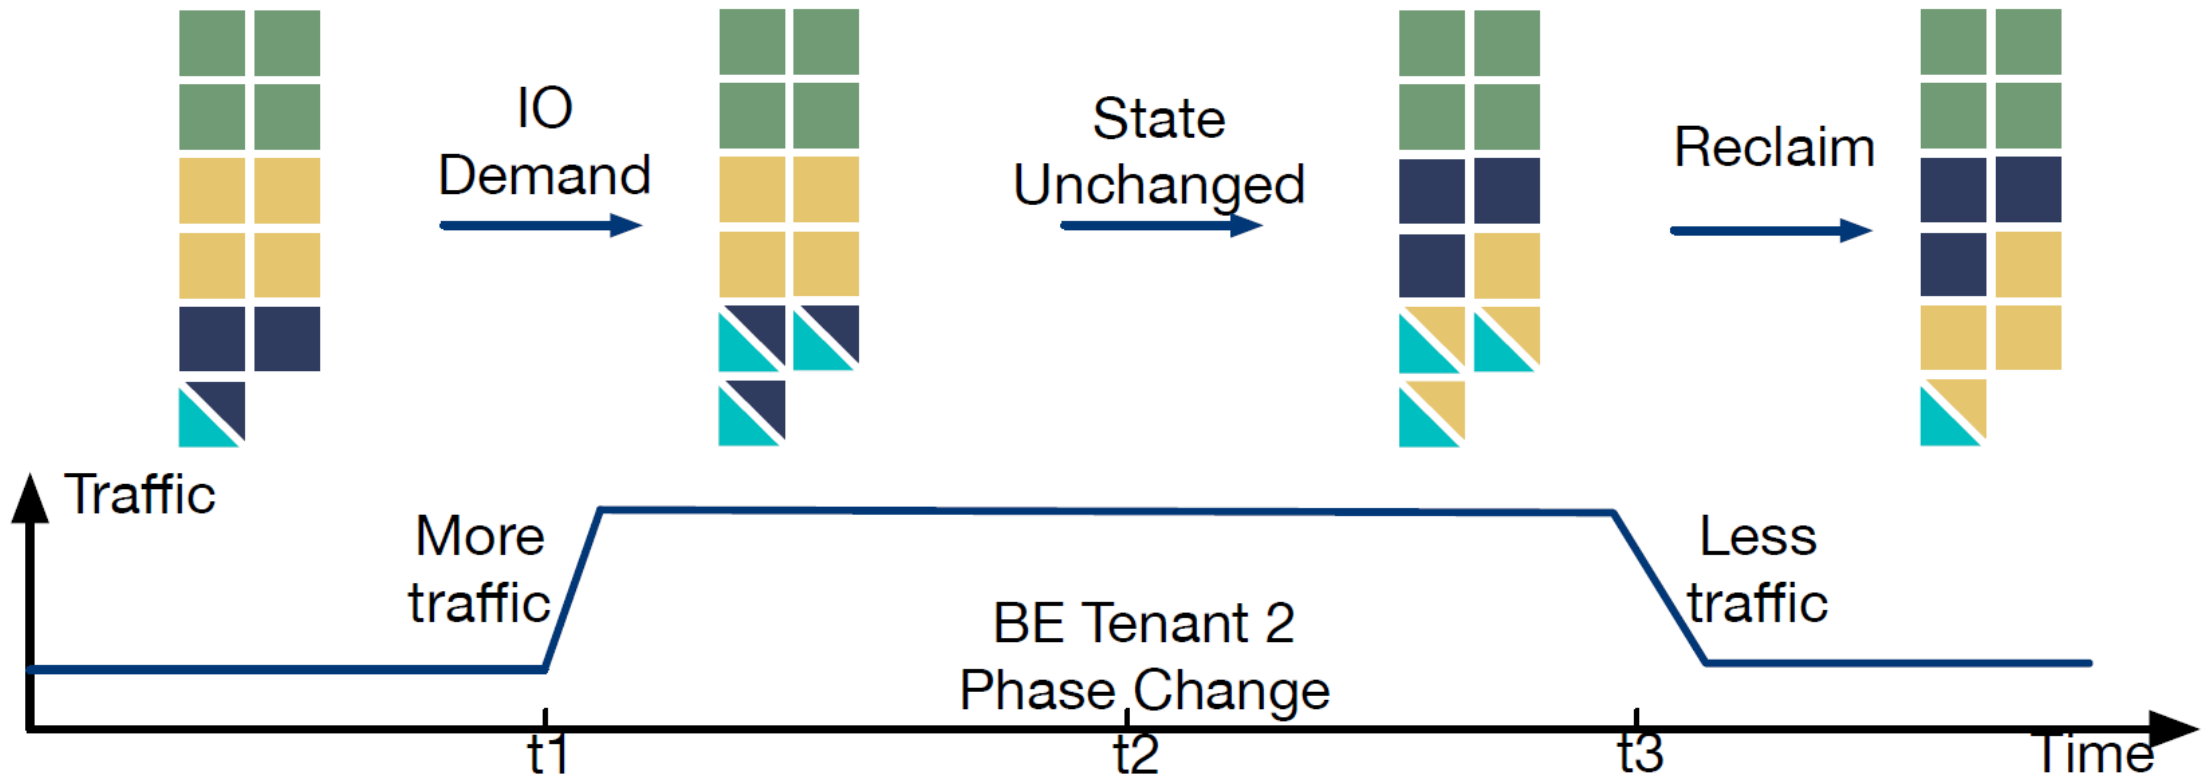 IO
Demand
State
Unchanged
Reclaim
Traffic
More
traffic
BE Tenant 2
Phase Change
Less
traffic
t1
t2
t3
Time